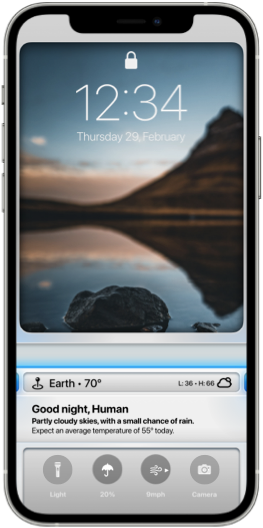 12:34
Thursday 29, February
Earth • 70°
L: 36 • H: 66
Good night, Human
Partly cloudy skies, with a small chance of rain.
Expect an average temperature of 55° today.
Light
20%
9mph
Camera